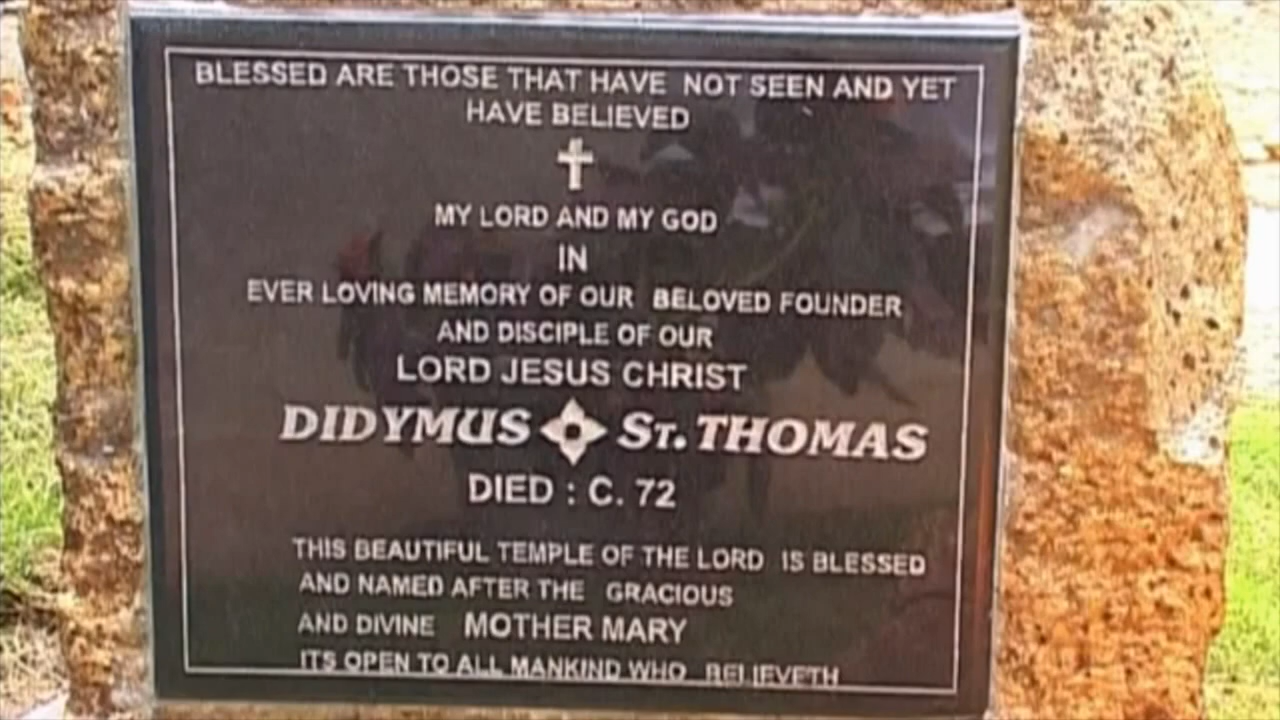 BLESSED ARE THOSE THAT HAVE NOT SEEN AND YET
HAVE BELIEVED
MY LORD AND MY GOD
IN
EVER LOVING MEMORY OF OUR BELOVED FOUNDER
AND DISCIPLE OF OUR
LORD JESUS CHRIST
DIDYMUS ST. THOMAS
DIED : C. 72
THIS BEAUTIFUL TEMPLE OF THE LORD IS BLESSED
AND NAMED AFTER THE GRACIOUS
AND DIVINE MOTHER MARY
ITS OPEN TO ALL MANKIND WHO BELIEVETH